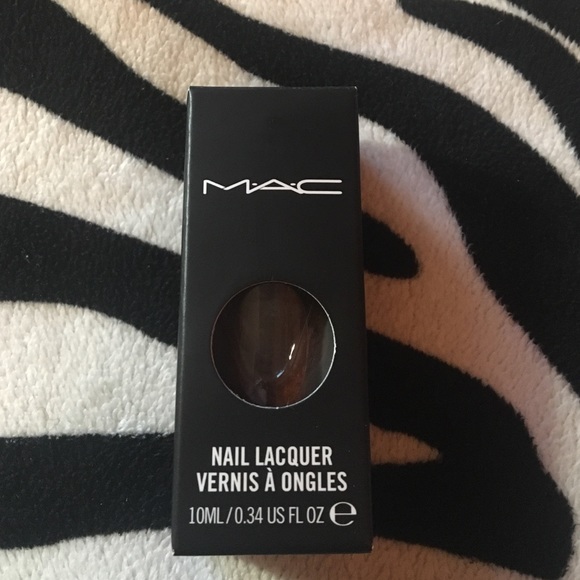 M·A·C
NAIL LACQUER
VERNIS À ONGLES
10ML/0.34 US FL OZ ℮